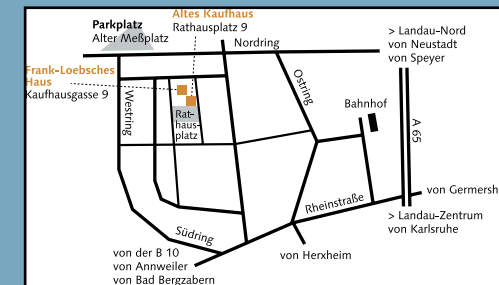 Parkplatz
Alter Meßplatz
Altes Kaufhaus
Rathausplatz 9
Nordring
> Landau-Nord
von Neustadt
von Speyer
Frank-Loebsches
Haus
Kaufhausgasse 9
Westring
Rat-
haus-
platz
Ostring
Bahnhof
A 65
von Germersh
Rheinstraße
> Landau-Zentrum
von Karlsruhe
Südring
von der B 10
von Annweiler
von Bad Bergzabern
von Herxheim